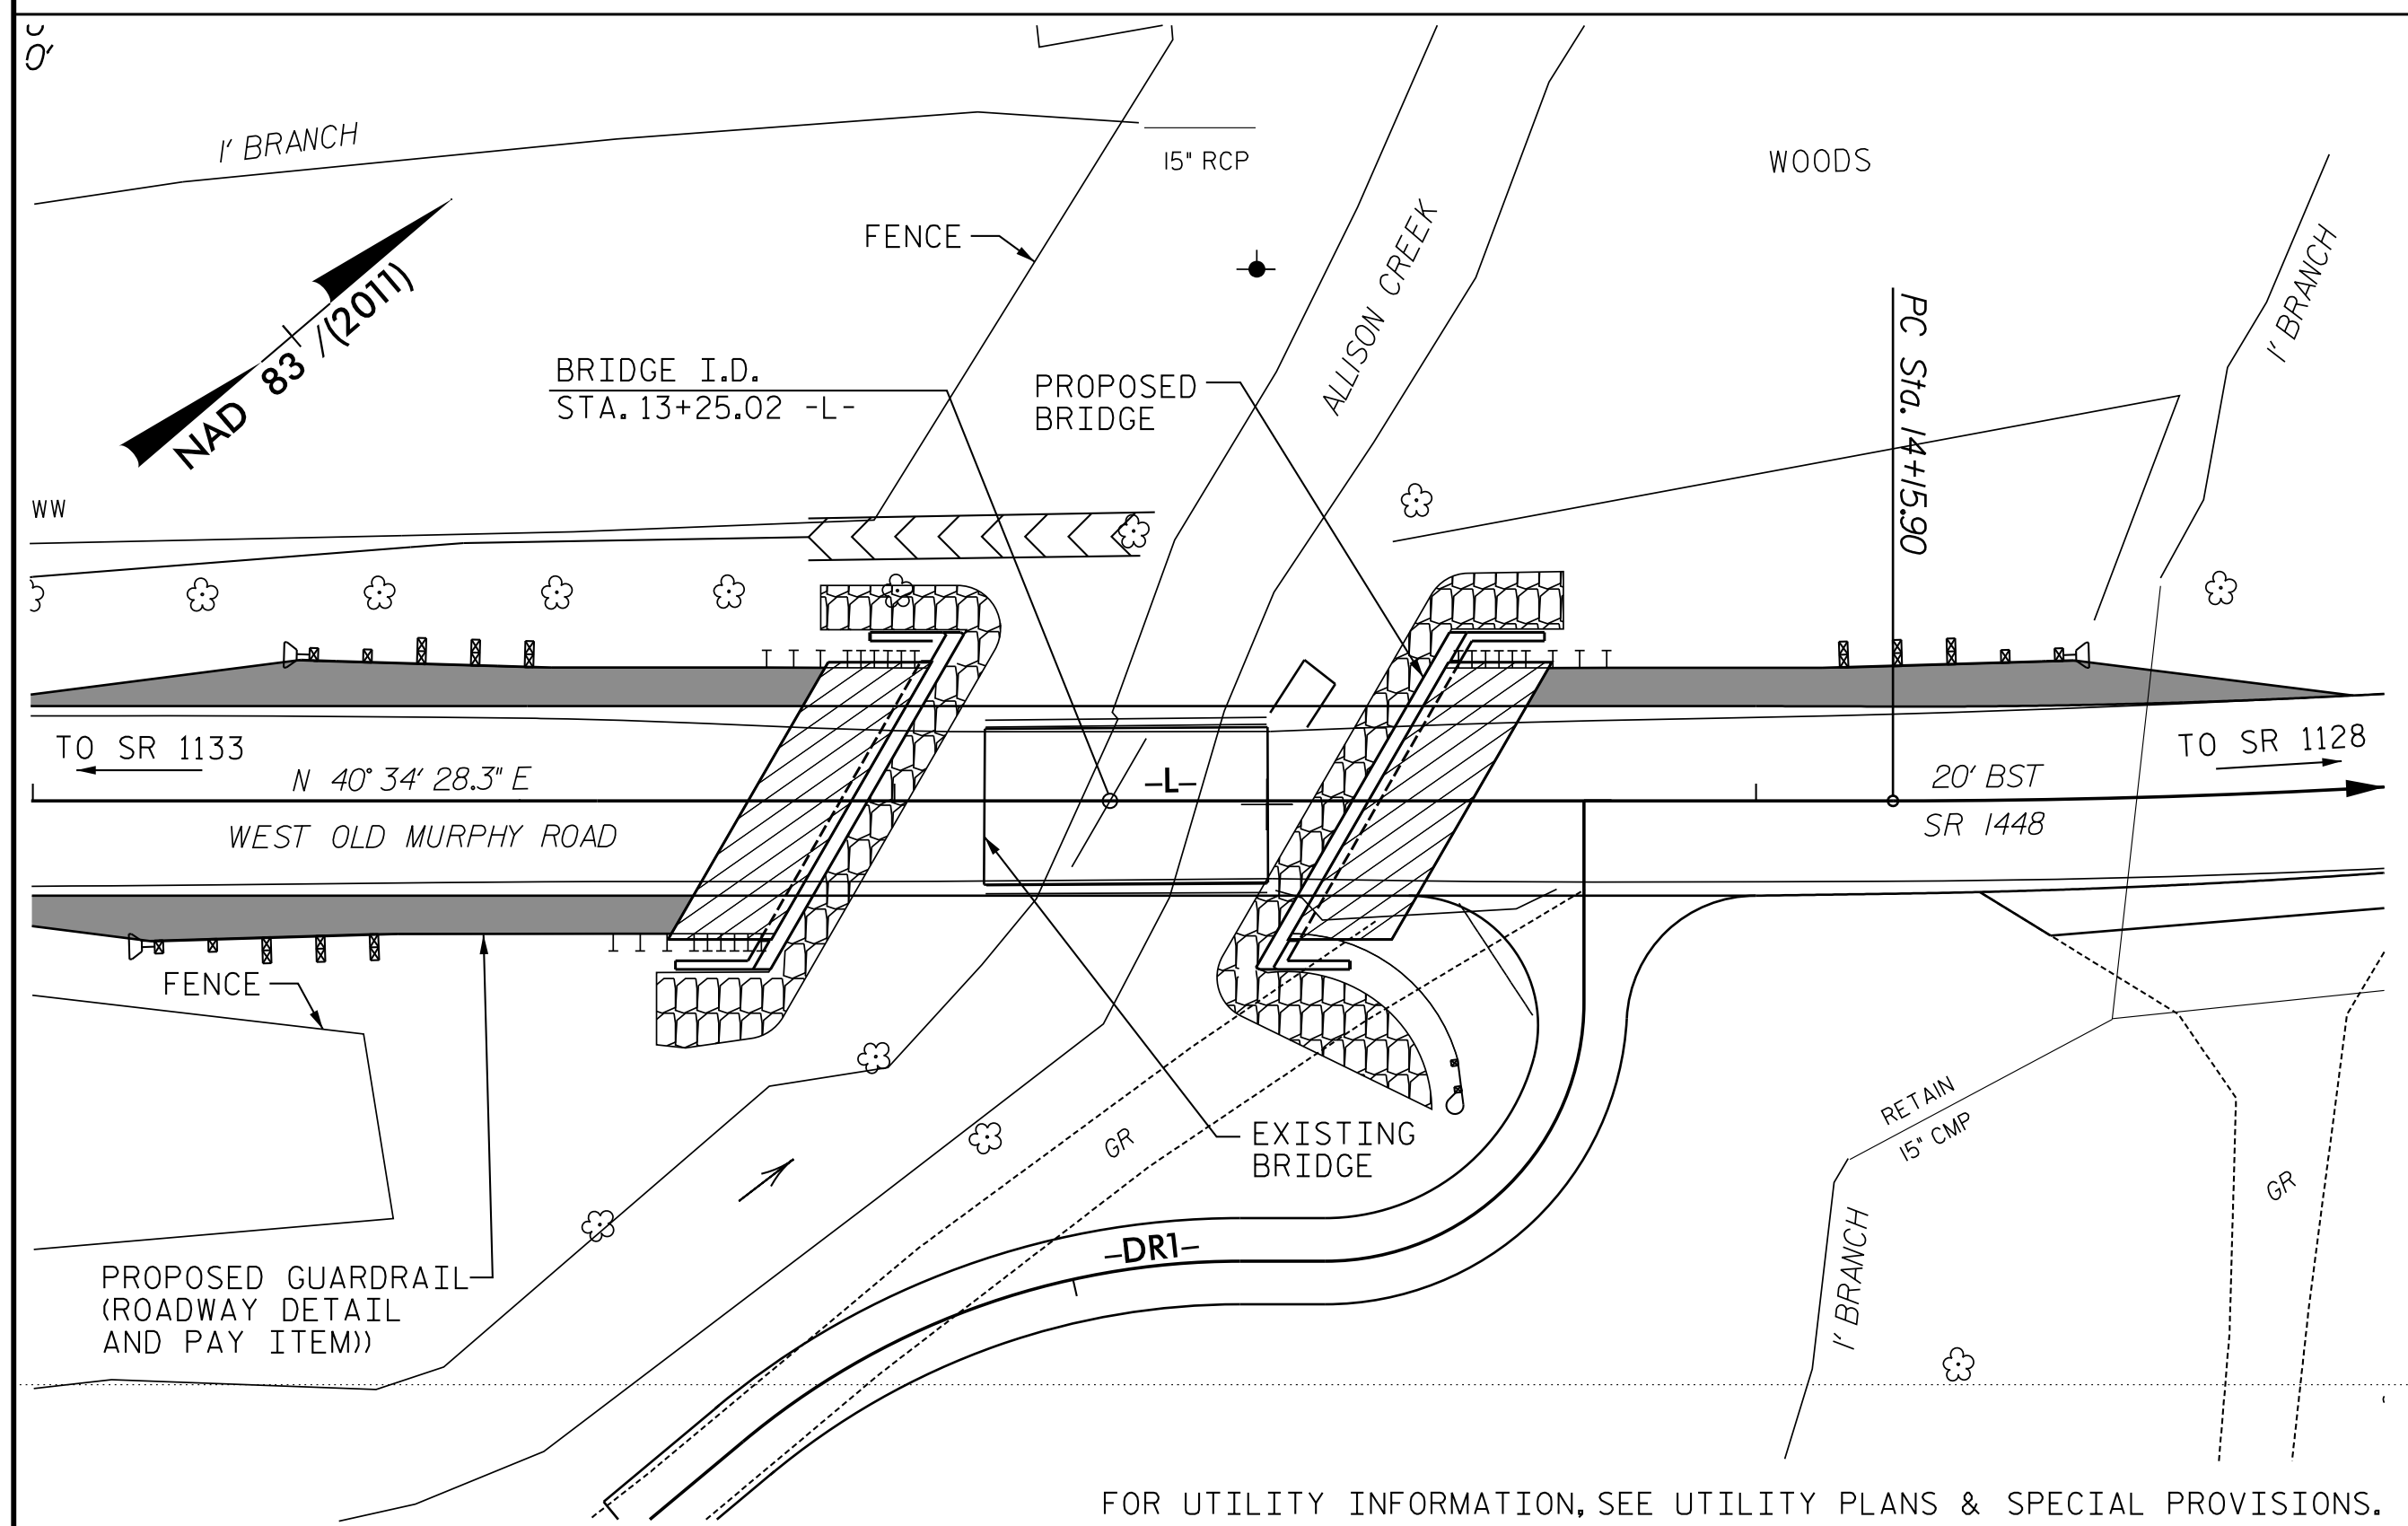 0'
1' BRANCH
15" RCP
WOODS
FENCE
ALLISON CREEK
1' BRANCH
NAD 83 /(2011)
PC Sta. 14+15.90
BRIDGE I.D.
STA. 13+25.02 -L-
PROPOSED
BRIDGE
WW
TO SR 1133
N 40° 34' 28.3" E
-L-
20' BST
TO SR 1128
WEST OLD MURPHY ROAD
SR 1448
FENCE
RETAIN
15" CMP
EXISTING
BRIDGE
GR
GR
-DR1-
1' BRANCH
PROPOSED GUARDRAIL
(ROADWAY DETAIL
AND PAY ITEM))
FOR UTILITY INFORMATION, SEE UTILITY PLANS & SPECIAL PROVISIONS.